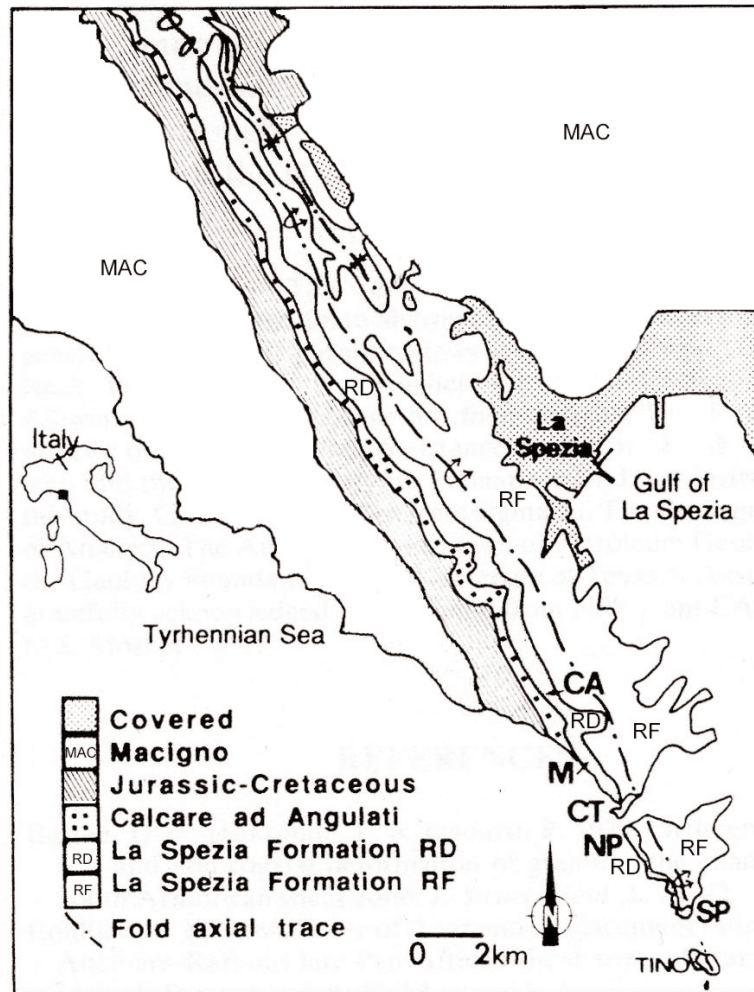 MAC
MAC
RD
La
Spezia
Italy
RF
Gulf of
La Spezia
Tyrhennian Sea
CA
RD
RF
Covered
MAC Macigno
M
Jurassic-Cretaceous
CT
Calcare ad Angulati
NP
RD La Spezia Formation RD
RD
RF
RF La Spezia Formation RF
SP
Fold axial trace
N
0 2km
TINO